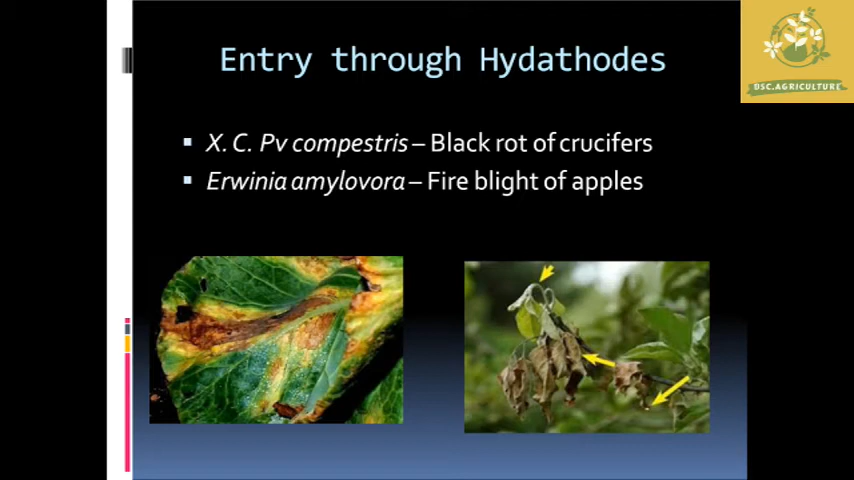 Entry through Hydathodes
DSC.AGRICULTURE
X. C. Pv compestris – Black rot of crucifers
Erwinia amylovora – Fire blight of apples